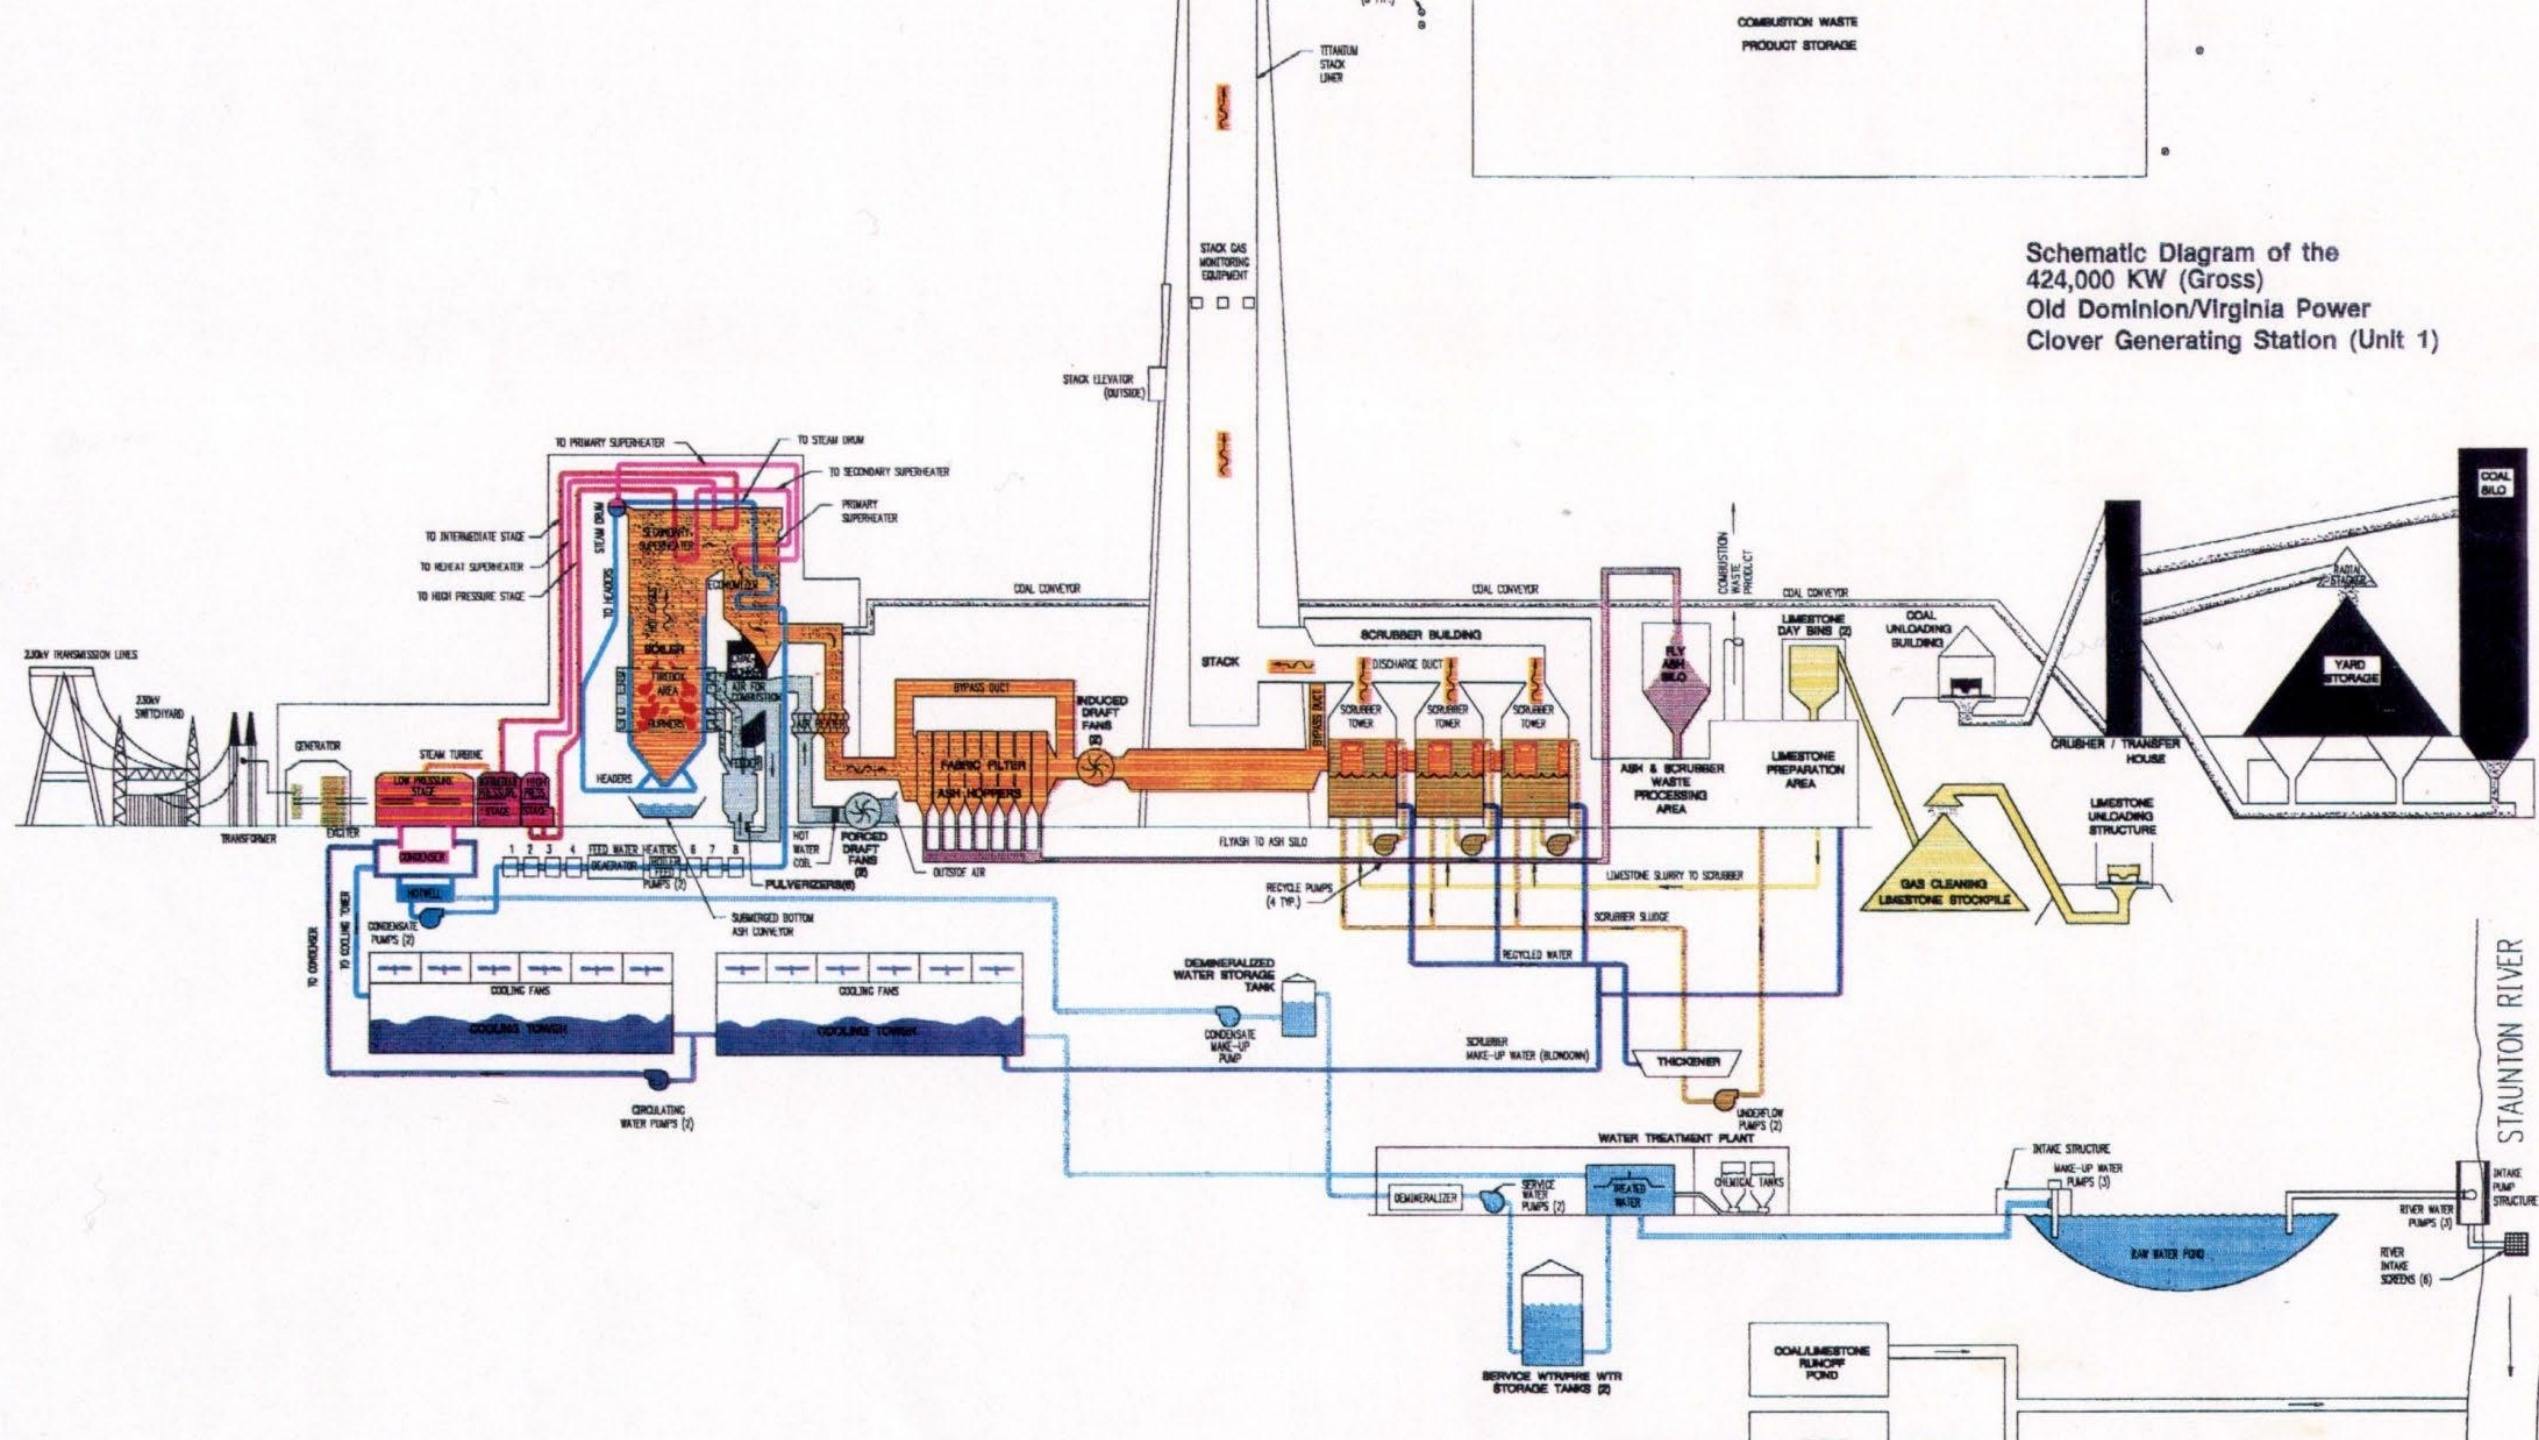 COMBUSTION WASTE
PRODUCT STORAGE
TITANIUM
STACK
LINER
STACK GAS
MONITORING
EQUIPMENT
Schematic Diagram of the
424,000 KW (Gross)
Old Dominion/Virginia Power
Clover Generating Station (Unit 1)
STACK ELEVATOR
(OUTSIDE)
TO PRIMARY SUPERHEATER
TO STEAM DRUM
TO SECONDARY SUPERHEATER
PRIMARY
SUPERHEATER
TO INTERMEDIATE STAGE
TO REHEAT SUPERHEATER
TO HIGH PRESSURE STAGE
STEAM DRUM
TO HEADERS
SECONDARY
SUPERHEATER
ECONOMIZER
HOT GASES
BOILER
FIREBOX
AREA
BURNERS
AIR FOR
COMBUSTION
AIR HEATER
FEEDERS
HEADERS
COAL CONVEYOR
COAL CONVEYOR
COAL CONVEYOR
COMBUSTION
WASTE
PRODUCT
COAL
SILO
RADIAL
STACKER
YARD
STORAGE
COAL
UNLOADING
BUILDING
CRUSHER / TRANSFER
HOUSE
LIMESTONE
DAY BINS (2)
SCRUBBER BUILDING
STACK
DISCHARGE DUCT
BYPASS DUCT
SCRUBBER
TOWER
SCRUBBER
TOWER
SCRUBBER
TOWER
FLY
ASH
SILO
ASH & SCRUBBER
WASTE
PROCESSING
AREA
LIMESTONE
PREPARATION
AREA
LIMESTONE
UNLOADING
STRUCTURE
GAS CLEANING
LIMESTONE STOCKPILE
230kV TRANSMISSION LINES
230kV
SWITCHYARD
TRANSFORMER
GENERATOR
EXCITER
STEAM TURBINE
LOW PRESSURE
STAGE
INTERMEDIATE
PRESSURE
STAGE
HIGH
PRESS.
STAGE
BYPASS DUCT
FABRIC FILTER
ASH HOPPERS
INDUCED
DRAFT
FANS
(2)
HOT
WATER
COIL
FORCED
DRAFT
FANS
(2)
OUTSIDE AIR
FLYASH TO ASH SILO
CONDENSER
HOTWELL
1 2 3 4 FEED WATER HEATERS 6 7 8
DEAERATOR
BOILER
FEED
PUMPS (2)
PULVERIZERS(6)
SUBMERGED BOTTOM
ASH CONVEYOR
CONDENSATE
PUMPS (2)
TO CONDENSER
TO COOLING TOWER
COOLING FANS
COOLING TOWER
COOLING FANS
COOLING TOWER
CIRCULATING
WATER PUMPS (2)
RECYCLE PUMPS
(4 TYP.)
LIMESTONE SLURRY TO SCRUBBER
SCRUBBER SLUDGE
RECYCLED WATER
DEMINERALIZED
WATER STORAGE
TANK
CONDENSATE
MAKE-UP
PUMP
SCRUBBER
MAKE-UP WATER (BLOWDOWN)
THICKENER
UNDERFLOW
PUMPS (2)
WATER TREATMENT PLANT
DEMINERALIZER
SERVICE
WATER
PUMPS (2)
TREATED
WATER
CHEMICAL TANKS
SERVICE WTR/FIRE WTR
STORAGE TANKS (2)
INTAKE STRUCTURE
MAKE-UP WATER
PUMPS (3)
RAW WATER POND
RIVER WATER
PUMPS (3)
INTAKE
PUMP
STRUCTURE
RIVER
INTAKE
SCREENS (6)
STAUNTON RIVER
COAL/LIMESTONE
RUNOFF
POND